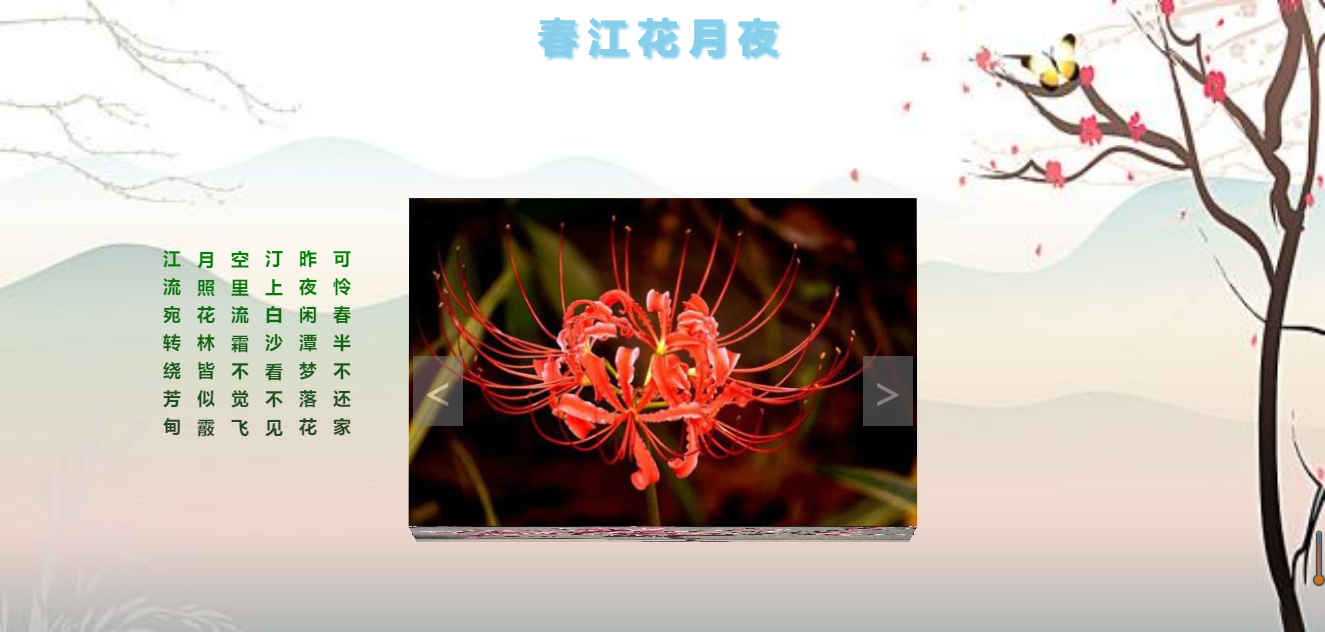 春江花月夜
江流宛转绕芳甸
月照花林皆似霰
空里流霜不觉飞
汀上白沙看不见
昨夜闲潭梦落花
可怜春半不还家
<
>